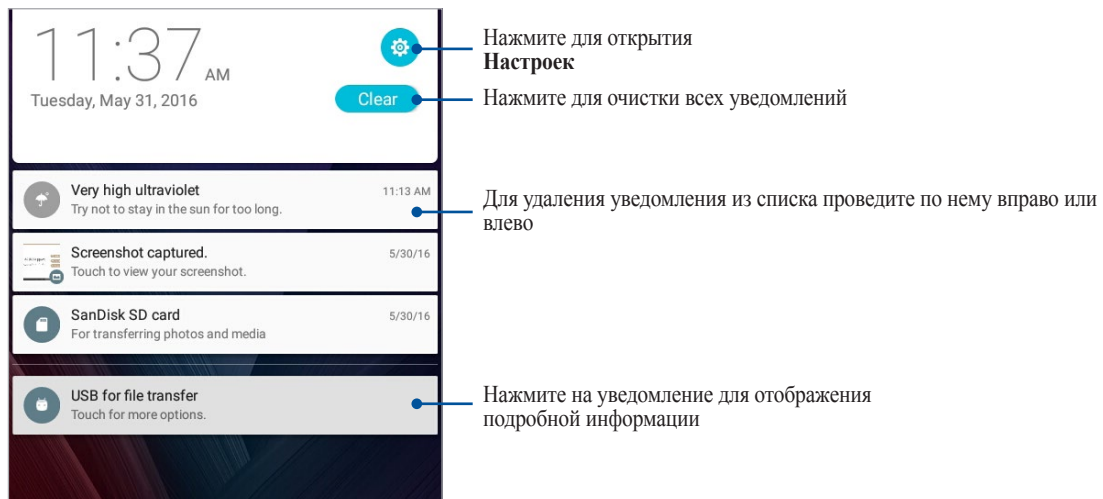 11:37 AM
Tuesday, May 31, 2016
Clear
Нажмите для открытия
Настроек
Нажмите для очистки всех уведомлений
Very high ultraviolet 11:13 AM
Try not to stay in the sun for too long.
Для удаления уведомления из списка проведите по нему вправо или
влево
Screenshot captured. 5/30/16
Touch to view your screenshot.
SanDisk SD card 5/30/16
For transferring photos and media
USB for file transfer
Touch for more options.
Нажмите на уведомление для отображения
подробной информации